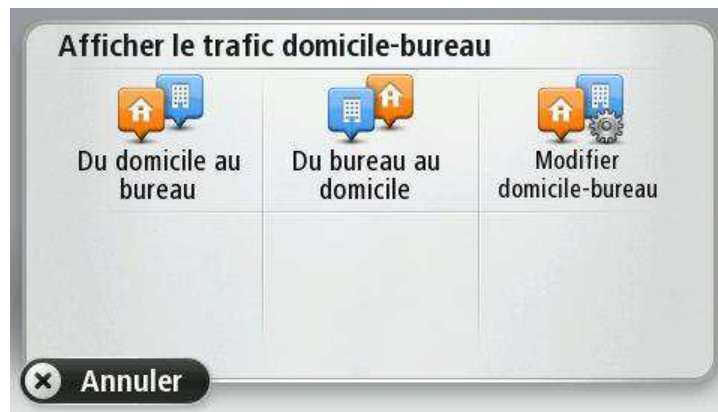 Afficher le trafic domicile-bureau
Du domicile au
bureau
Du bureau au
domicile
Modifier
domicile-bureau
Annuler